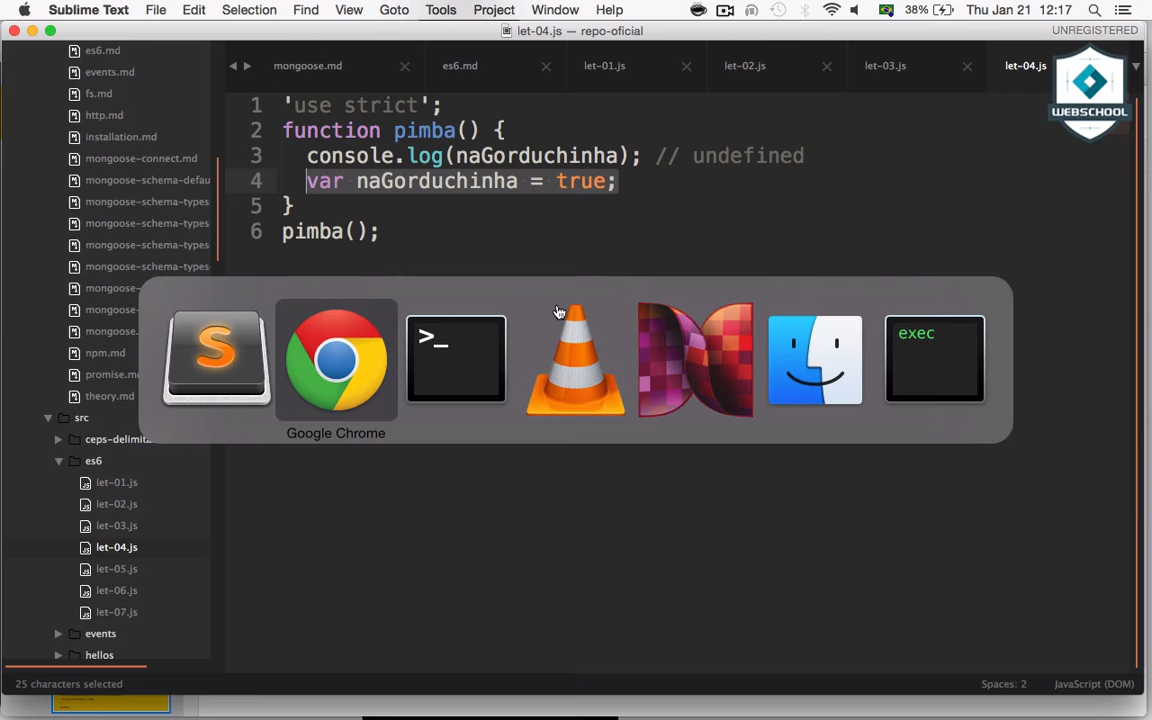 Sublime Text File Edit Selection Find View Goto Tools Project Window Help 38% Thu Jan 21 12:17
let-04.js — repo-oficial UNREGISTERED
mongoose.md es6.md let-01.js let-02.js let-03.js let-04.js
WEBSCHOOL
es6.md
events.md
fs.md
http.md
installation.md
mongoose-connect.md
mongoose-schema-defau
mongoose-schema-types
mongoose-schema-types
mongoose-schema-types-
mongoose-schema-types-
mongoose-
mongoose-
mongoose.
npm.md
promise.m
theory.md
src
ceps-delimita
es6
let-01.js
let-02.js
let-03.js
let-04.js
let-05.js
let-06.js
let-07.js
events
hellos
1 'use strict';
2 function pimba() {
3 console.log(naGorduchinha); // undefined
4 var naGorduchinha = true;
5 }
6 pimba();
>_
exec
Google Chrome
25 characters selected Spaces: 2 JavaScript (DOM)